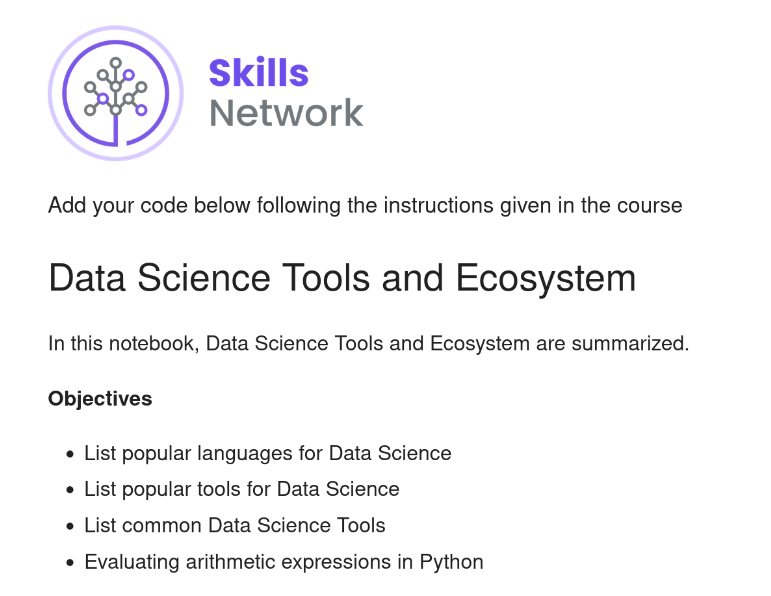 Skills
Network
Add your code below following the instructions given in the course
Data Science Tools and Ecosystem
In this notebook, Data Science Tools and Ecosystem are summarized.
Objectives
• List popular languages for Data Science
• List popular tools for Data Science
• List common Data Science Tools
• Evaluating arithmetic expressions in Python